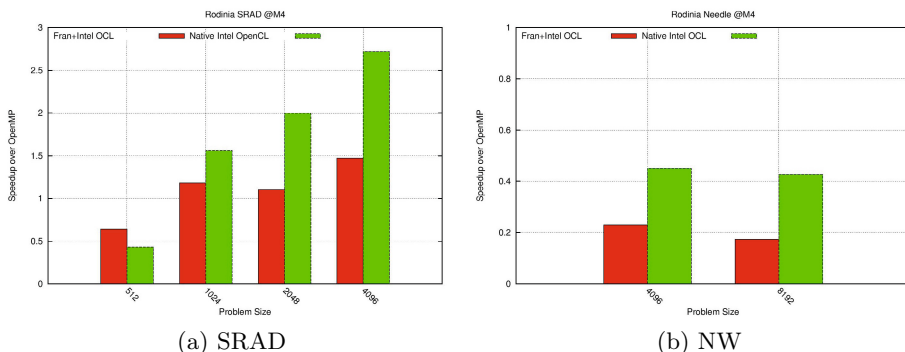 Rodinia SRAD @M4
Fran+Intel OCL
Native Intel OpenCL
Speedup over OpenMP
3
2.5
2
1.5
1
0.5
0
512
1024
2048
4096
Problem Size
(a) SRAD
Rodinia Needle @M4
Fran+Intel OCL
Native Intel OCL
Speedup over OpenMP
1
0.8
0.6
0.4
0.2
0
4096
8192
Problem Size
(b) NW